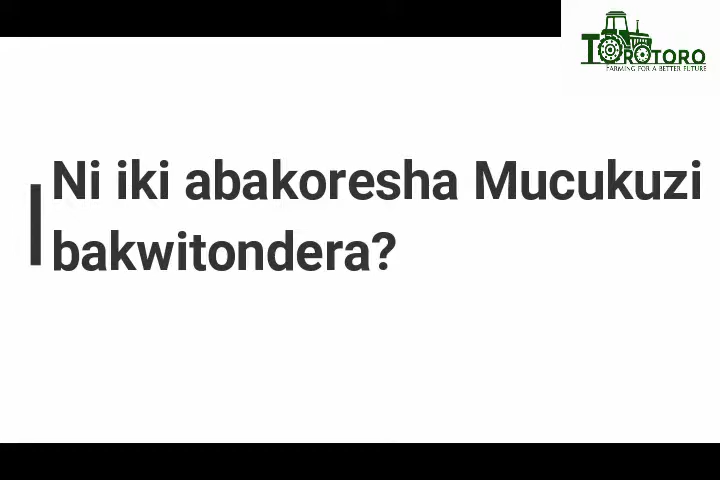 TOROTORO
FARMING FOR A BETTER FUTURE
Ni iki abakoresha Mucukuzi
bakwitondera?